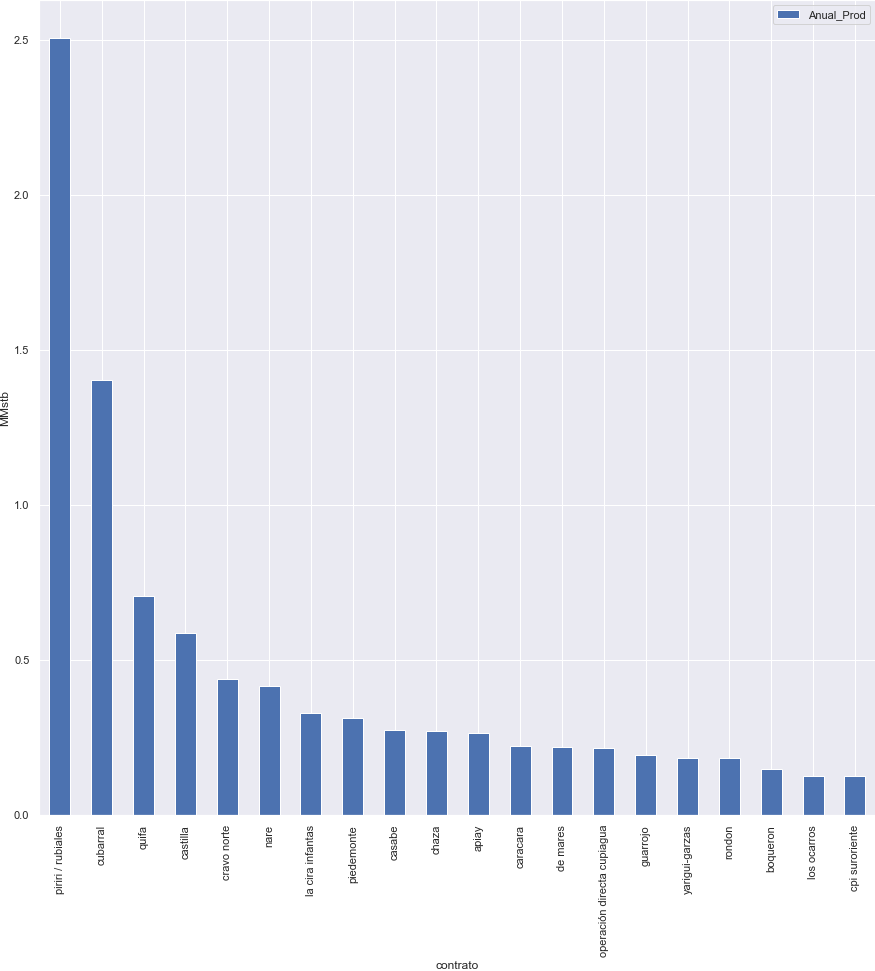 Anual_Prod
2.5
2.0
1.5
1.0
0.5
0.0
MMstb
piriri / rubiales
cubarral
quifa
castilla
cravo norte
nare
la cira infantas
piedemonte
casabe
chaza
apiay
caracara
de mares
operación directa cupiagua
guarrojo
yarigui-garzas
rondon
boqueron
los ocarros
cpi suroriente
contrato